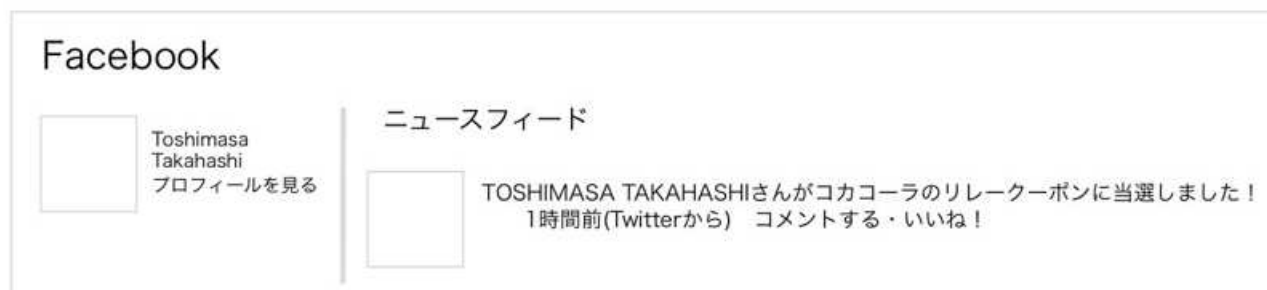 Facebook
Toshimasa
Takahashi
プロフィールを見る
ニュースフィード
TOSHIMASA TAKAHASHIさんがコカコーラのリレークーポンに当選しました！
1時間前(Twitterから)　コメントする・いいね！